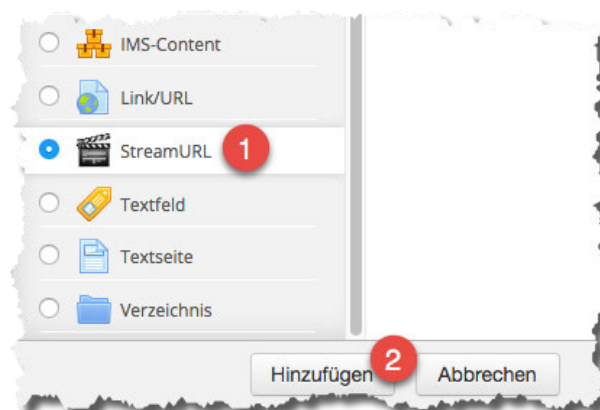 IMS-Content
Link/URL
StreamURL 1
Textfeld
Textseite
Verzeichnis
Hinzufügen 2 Abbrechen